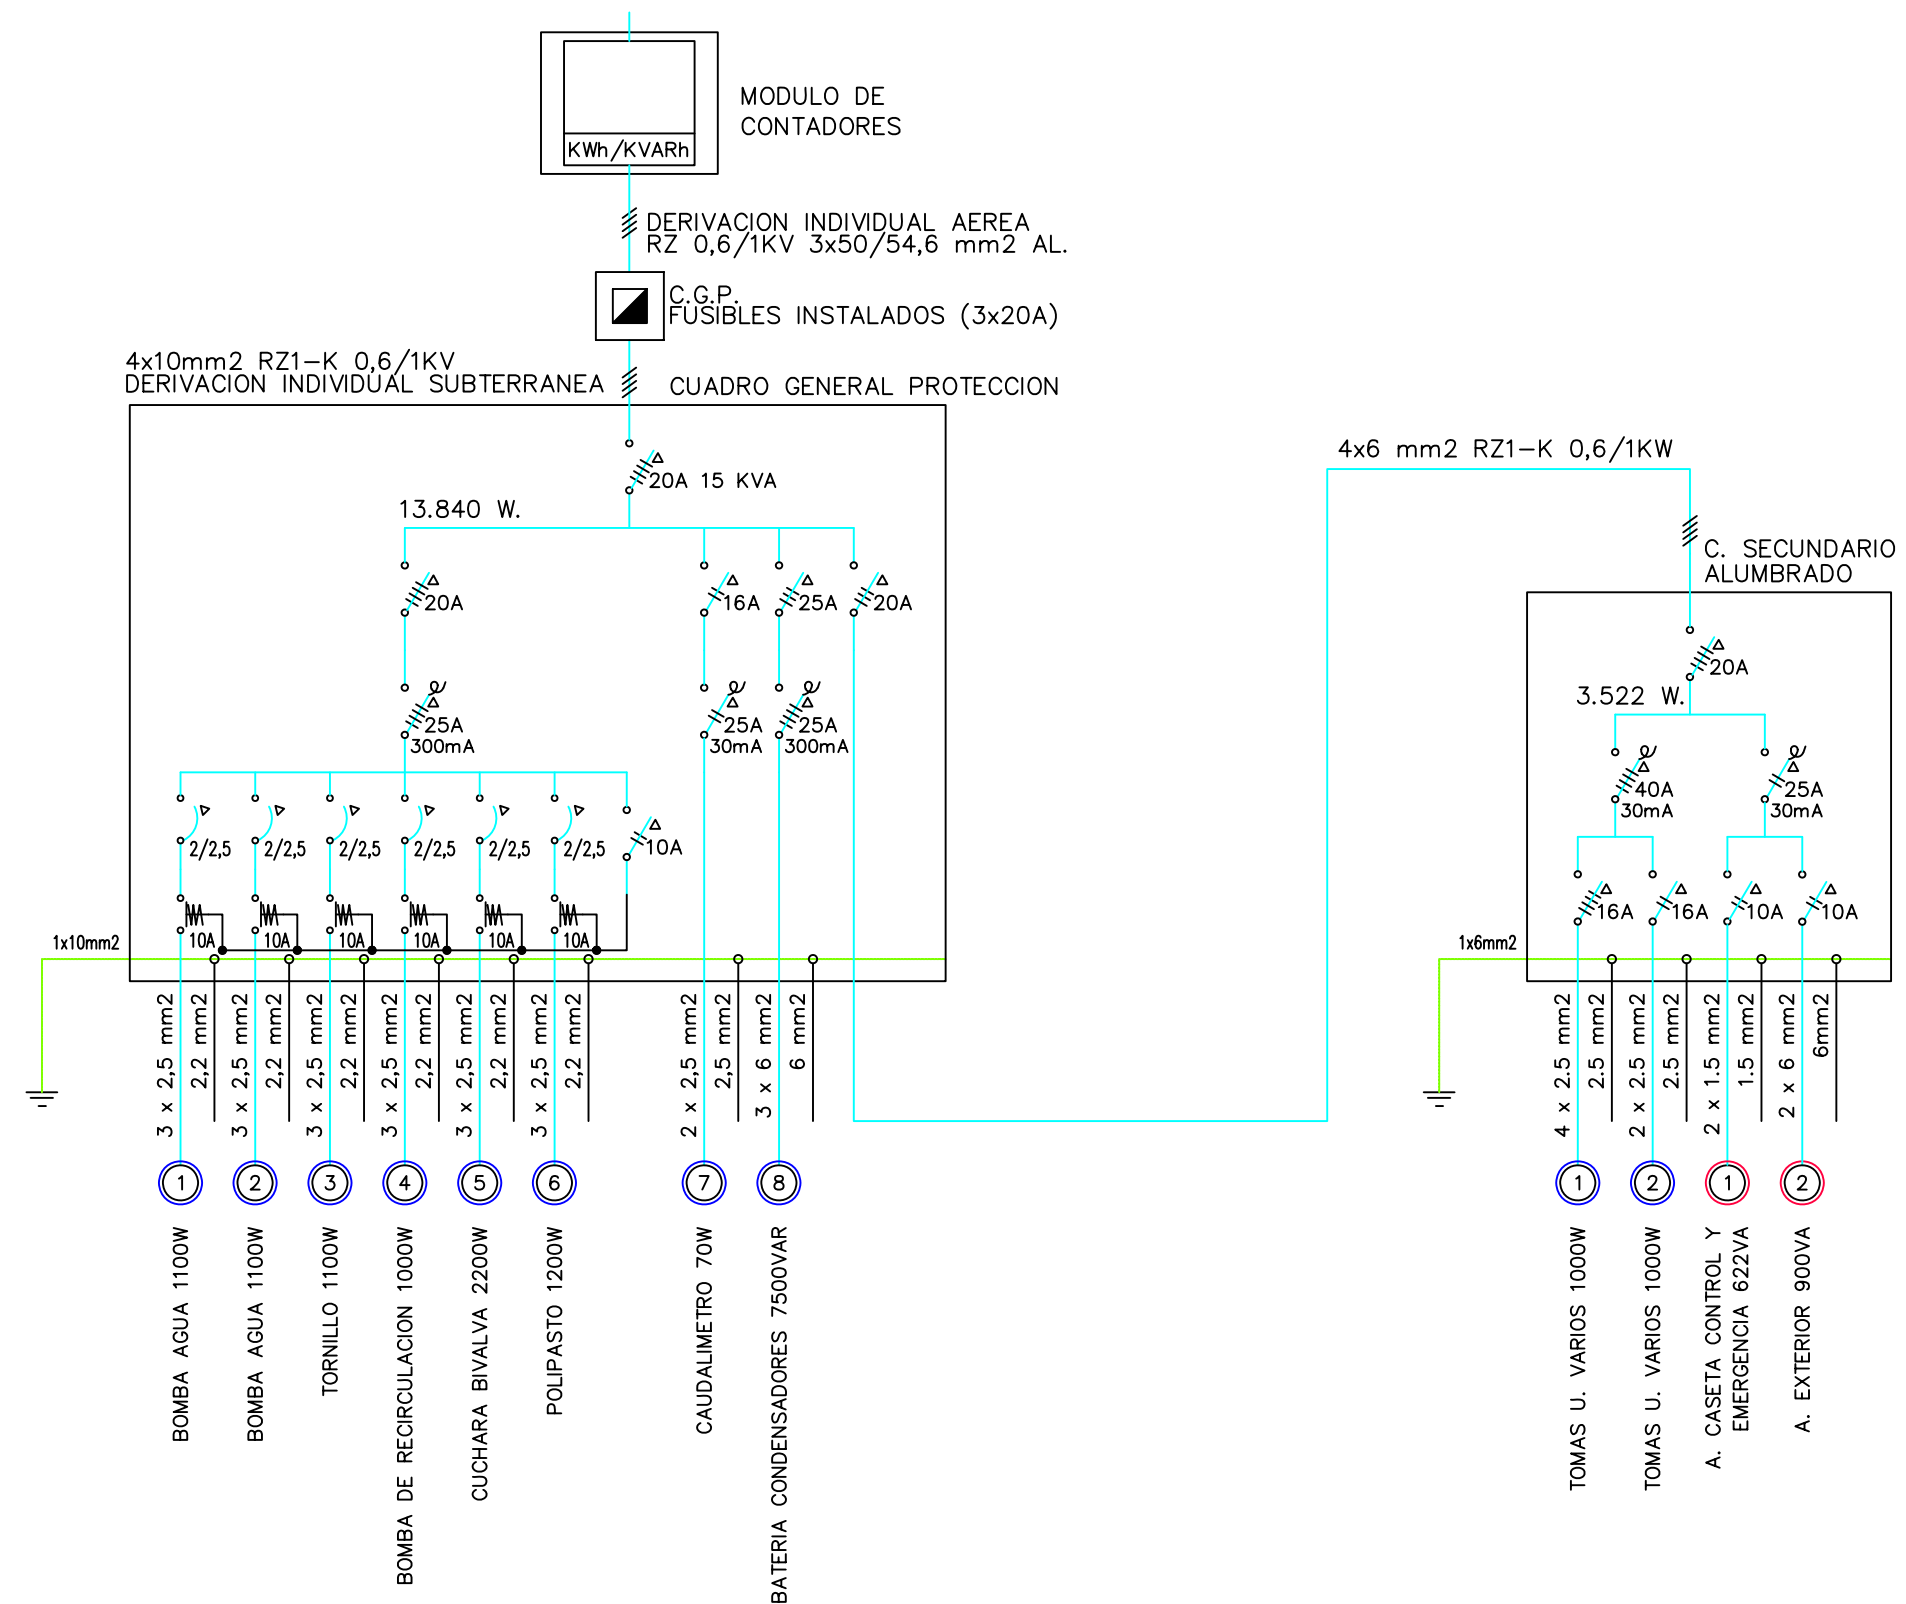 MODULO DE
CONTADORES
KWh/KVARh
DERIVACION INDIVIDUAL AEREA
RZ 0,6/1KV 3x50/54,6 mm2 AL.
C.G.P.
FUSIBLES INSTALADOS (3x20A)
4x10mm2 RZ1-K 0,6/1KV
DERIVACION INDIVIDUAL SUBTERRANEA
CUADRO GENERAL PROTECCION
20A 15 KVA
13.840 W.
20A
16A
25A
20A
25A
300mA
25A
30mA
25A
300mA
2/2,5
2/2,5
2/2,5
2/2,5
2/2,5
2/2,5
10A
10A
10A
10A
10A
10A
10A
1x10mm2
3 x 2,5 mm2
2,2 mm2
3 x 2,5 mm2
2,2 mm2
3 x 2,5 mm2
2,2 mm2
3 x 2,5 mm2
2,2 mm2
3 x 2,5 mm2
2,2 mm2
3 x 2,5 mm2
2,2 mm2
2 x 2,5 mm2
2,5 mm2
3 x 6 mm2
6 mm2
1
2
3
4
5
6
7
8
BOMBA AGUA 1100W
BOMBA AGUA 1100W
TORNILLO 1100W
BOMBA DE RECIRCULACION 1000W
CUCHARA BIVALVA 2200W
POLIPASTO 1200W
CAUDALIMETRO 70W
BATERIA CONDENSADORES 7500VAR
4x6 mm2 RZ1-K 0,6/1KW
C. SECUNDARIO
ALUMBRADO
20A
3.522 W.
40A
30mA
25A
30mA
16A
16A
10A
10A
1x6mm2
4 x 2.5 mm2
2.5 mm2
2 x 2.5 mm2
2.5 mm2
2 x 1.5 mm2
1.5 mm2
2 x 6 mm2
6mm2
1
2
1
2
TOMAS U. VARIOS 1000W
TOMAS U. VARIOS 1000W
A. CASETA CONTROL Y
EMERGENCIA 622VA
A. EXTERIOR 900VA